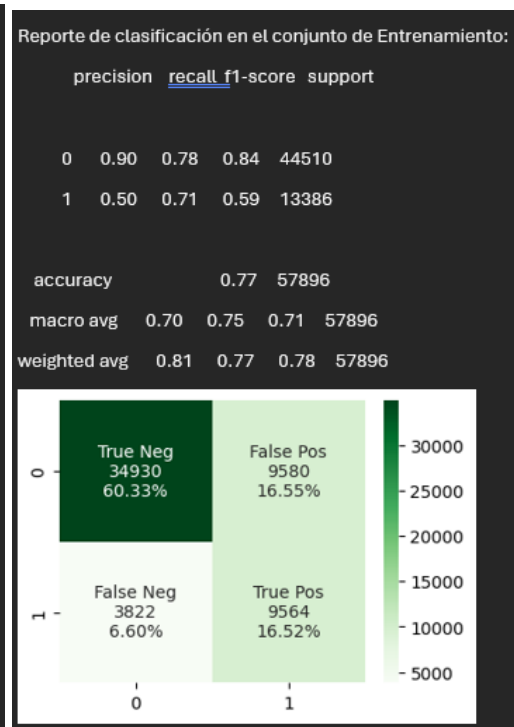 Reporte de clasificación en el conjunto de Entrenamiento:
precision recall f1-score support
0 0.90 0.78 0.84 44510
1 0.50 0.71 0.59 13386
accuracy 0.77 57896
macro avg 0.70 0.75 0.71 57896
weighted avg 0.81 0.77 0.78 57896
True Neg
34930
60.33%
False Pos
9580
16.55%
False Neg
3822
6.60%
True Pos
9564
16.52%
0
1
0
1
30000
25000
20000
15000
10000
5000